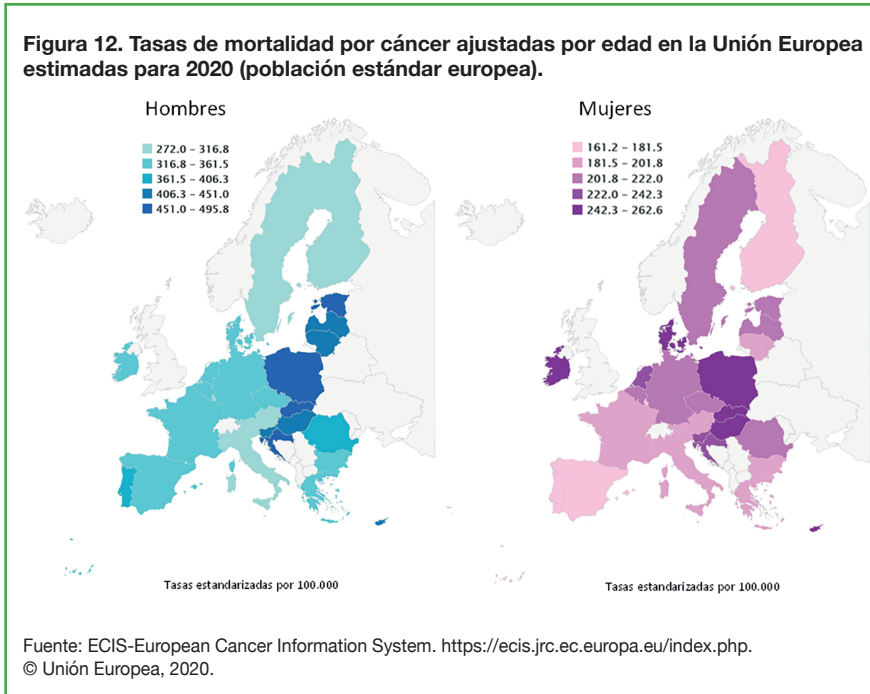 Figura 12. Tasas de mortalidad por cáncer ajustadas por edad en la Unión Europea
estimadas para 2020 (población estándar europea).
Hombres
272.0 – 316.8
316.8 – 361.5
361.5 – 406.3
406.3 – 451.0
451.0 – 495.8
Tasas estandarizadas por 100.000
Mujeres
161.2 – 181.5
181.5 – 201.8
201.8 – 222.0
222.0 – 242.3
242.3 – 262.6
Tasas estandarizadas por 100.000
Fuente: ECIS-European Cancer Information System. https://ecis.jrc.ec.europa.eu/index.php.
© Unión Europea, 2020.